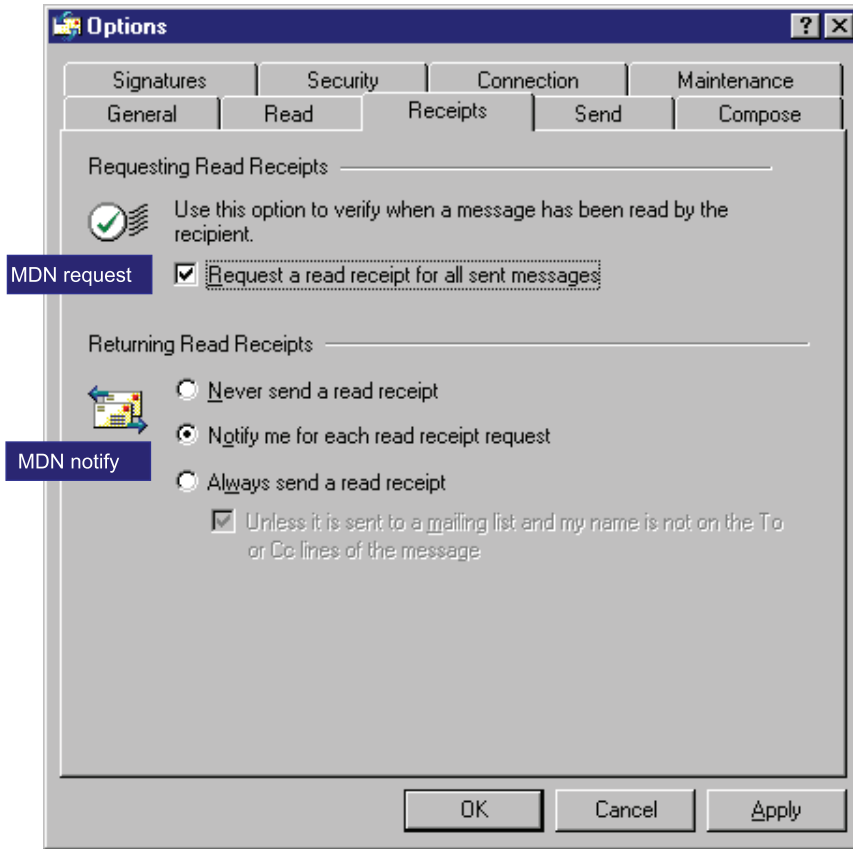 Options
Signatures Security Connection Maintenance
General Read Receipts Send Compose
Requesting Read Receipts
Use this option to verify when a message has been read by the
recipient.
MDN request
Request a read receipt for all sent messages
Returning Read Receipts
Never send a read receipt
Notify me for each read receipt request
MDN notify
Always send a read receipt
Unless it is sent to a mailing list and my name is not on the To
or Cc lines of the message
OK Cancel Apply